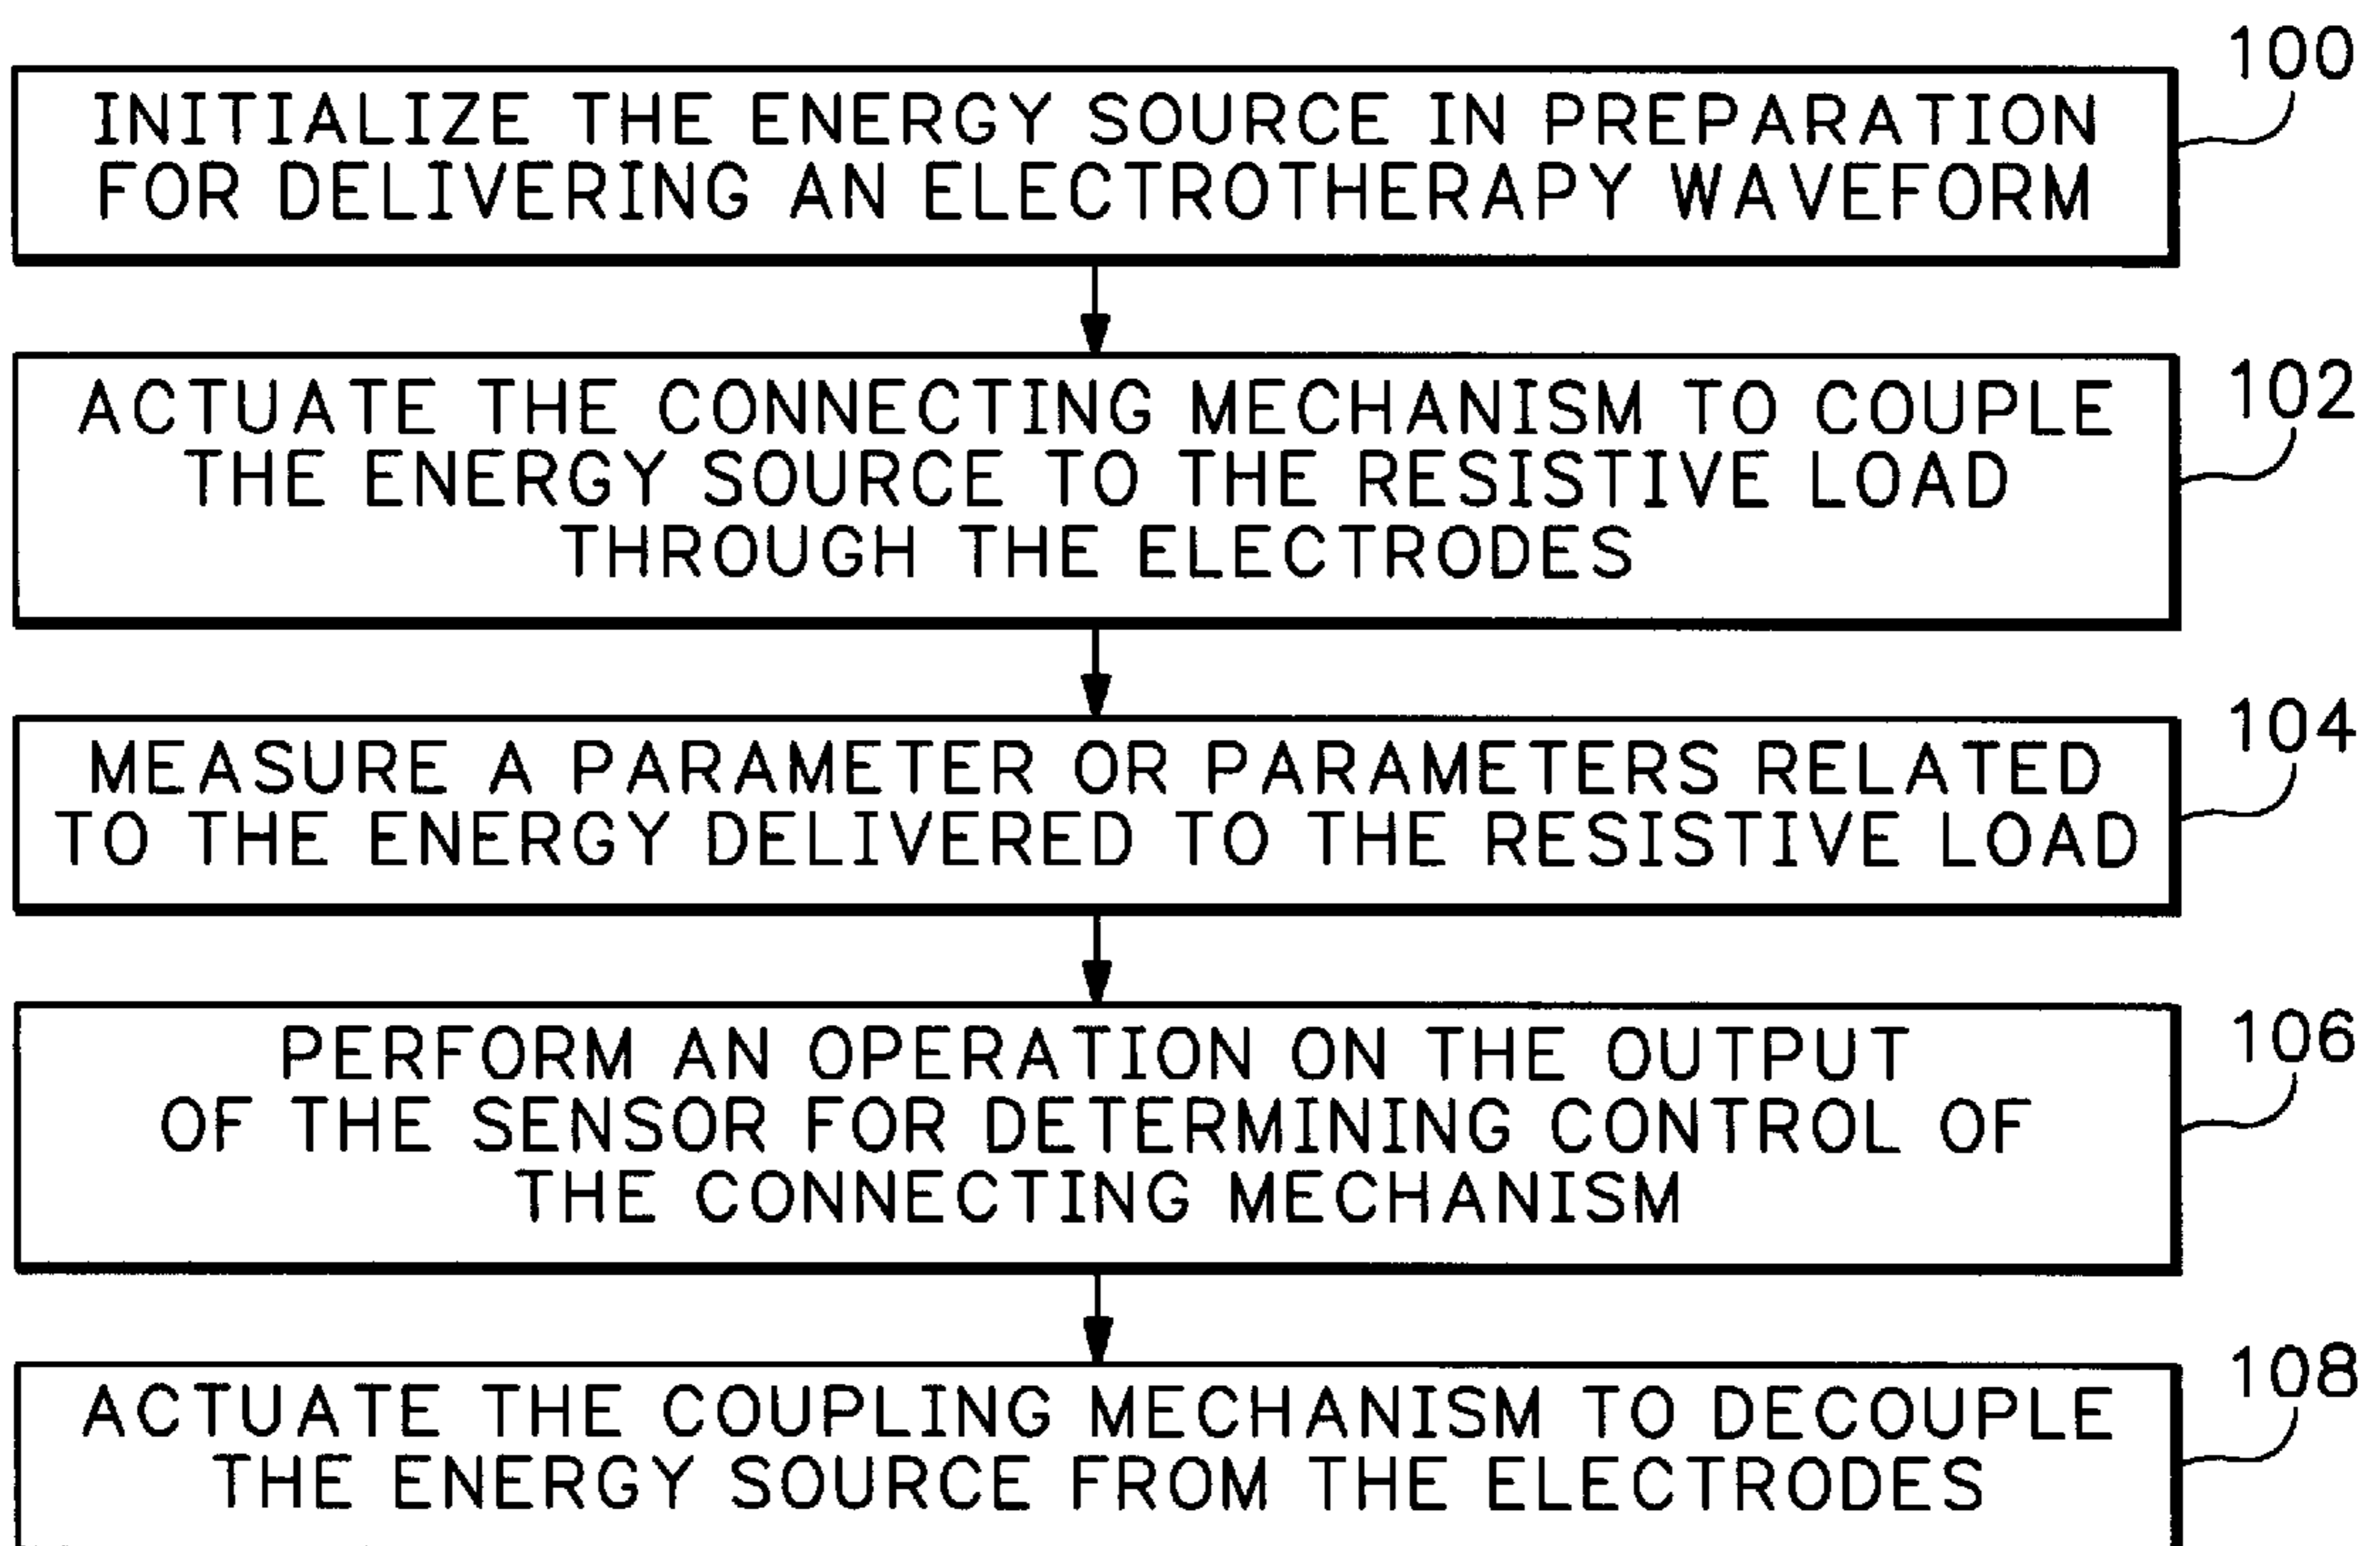 100
INITIALIZE THE ENERGY SOURCE IN PREPARATION
FOR DELIVERING AN ELECTROTHERAPY WAVEFORM
102
ACTUATE THE CONNECTING MECHANISM TO COUPLE
THE ENERGY SOURCE TO THE RESISTIVE LOAD
THROUGH THE ELECTRODES
104
MEASURE A PARAMETER OR PARAMETERS RELATED
TO THE ENERGY DELIVERED TO THE RESISTIVE LOAD
106
PERFORM AN OPERATION ON THE OUTPUT
OF THE SENSOR FOR DETERMINING CONTROL OF
THE CONNECTING MECHANISM
108
ACTUATE THE COUPLING MECHANISM TO DECOUPLE
THE ENERGY SOURCE FROM THE ELECTRODES